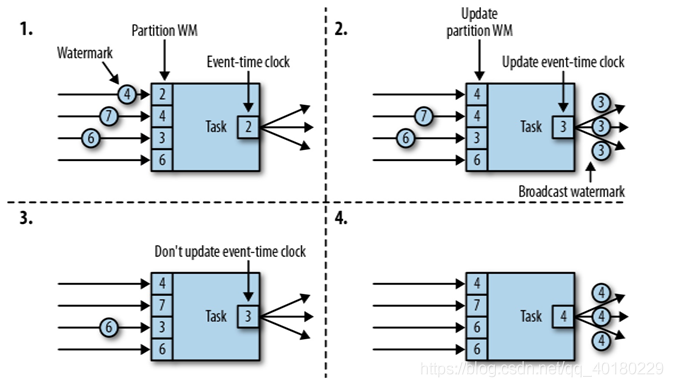 1.
Partition WM
Watermark
Event-time clock
4
2
7
4
Task
2
6
3
6
2.
Update
partition WM
Update event-time clock
4
3
7
4
Task
3
3
6
3
6
3
Broadcast watermark
3.
Don't update event-time clock
4
7
Task
3
6
3
6
4.
4
4
7
Task
4
4
6
6
4
https://blog.csdn.net/qq_40180229